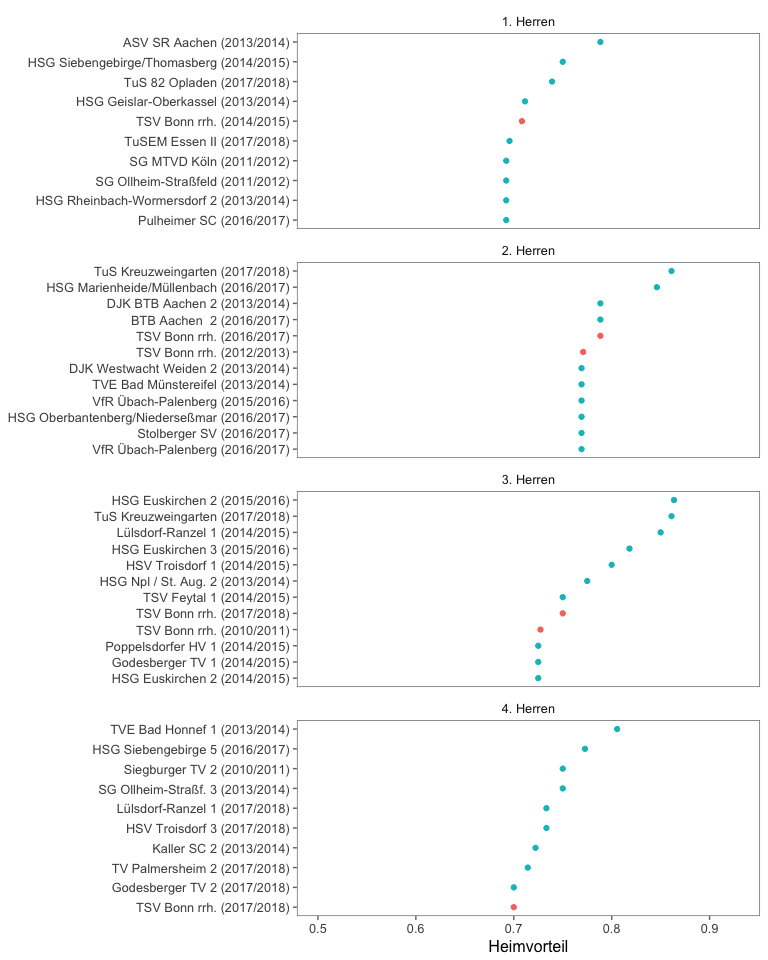 1. Herren
ASV SR Aachen (2013/2014)
HSG Siebengebirge/Thomasberg (2014/2015)
TuS 82 Opladen (2017/2018)
HSG Geislar-Oberkassel (2013/2014)
TSV Bonn rrh. (2014/2015)
TuSEM Essen II (2017/2018)
SG MTVD Köln (2011/2012)
SG Ollheim-Straßfeld (2011/2012)
HSG Rheinbach-Wormersdorf 2 (2013/2014)
Pulheimer SC (2016/2017)
2. Herren
TuS Kreuzweingarten (2017/2018)
HSG Marienheide/Müllenbach (2016/2017)
DJK BTB Aachen 2 (2013/2014)
BTB Aachen  2 (2016/2017)
TSV Bonn rrh. (2016/2017)
TSV Bonn rrh. (2012/2013)
DJK Westwacht Weiden 2 (2013/2014)
TVE Bad Münstereifel (2013/2014)
VfR Übach-Palenberg (2015/2016)
HSG Oberbantenberg/Niederseßmar (2016/2017)
Stolberger SV (2016/2017)
VfR Übach-Palenberg (2016/2017)
3. Herren
HSG Euskirchen 2 (2015/2016)
TuS Kreuzweingarten (2017/2018)
Lülsdorf-Ranzel 1 (2014/2015)
HSG Euskirchen 3 (2015/2016)
HSV Troisdorf 1 (2014/2015)
HSG Npl / St. Aug. 2 (2013/2014)
TSV Feytal 1 (2014/2015)
TSV Bonn rrh. (2017/2018)
TSV Bonn rrh. (2010/2011)
Poppelsdorfer HV 1 (2014/2015)
Godesberger TV 1 (2014/2015)
HSG Euskirchen 2 (2014/2015)
4. Herren
TVE Bad Honnef 1 (2013/2014)
HSG Siebengebirge 5 (2016/2017)
Siegburger TV 2 (2010/2011)
SG Ollheim-Straßf. 3 (2013/2014)
Lülsdorf-Ranzel 1 (2017/2018)
HSV Troisdorf 3 (2017/2018)
Kaller SC 2 (2013/2014)
TV Palmersheim 2 (2017/2018)
Godesberger TV 2 (2017/2018)
TSV Bonn rrh. (2017/2018)
0.5 0.6 0.7 0.8 0.9
Heimvorteil